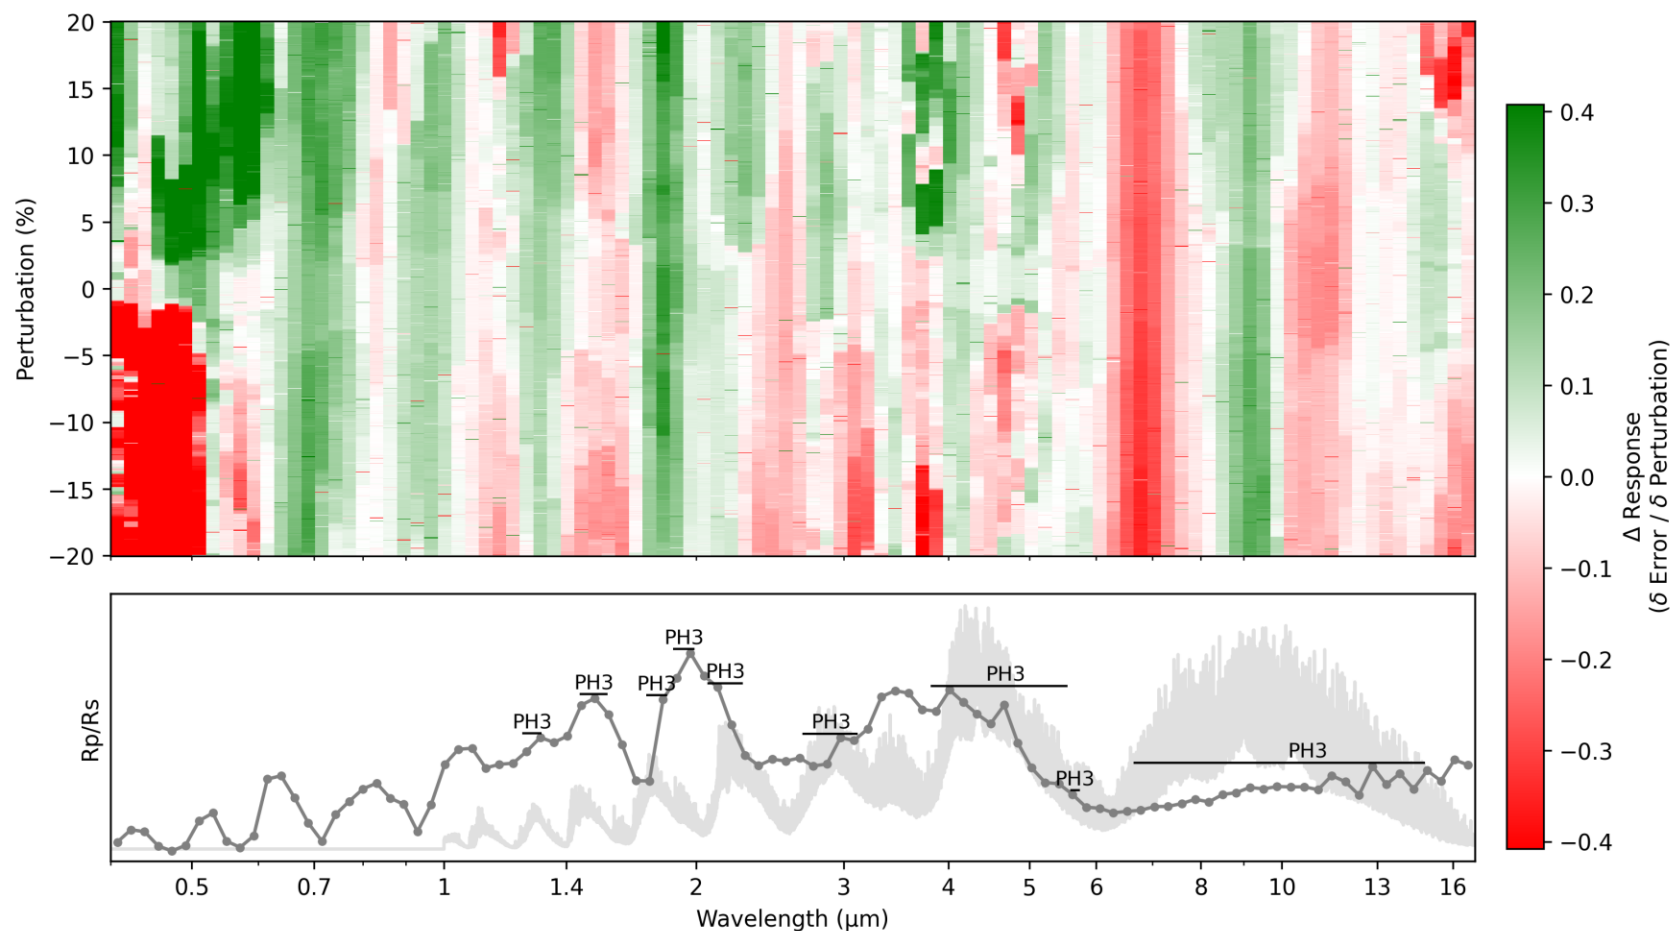 20
15
10
5
0
−5
−10
−15
−20
Perturbation (%)
0.4
0.3
0.2
0.1
0.0
−0.1
−0.2
−0.3
−0.4
Δ Response
(δ Error / δ Perturbation)
Rp/Rs
PH3
PH3
PH3
PH3
PH3
PH3
PH3
PH3
PH3
0.5 0.7 1 1.4 2 3 4 5 6 8 10 13 16
Wavelength (μm)